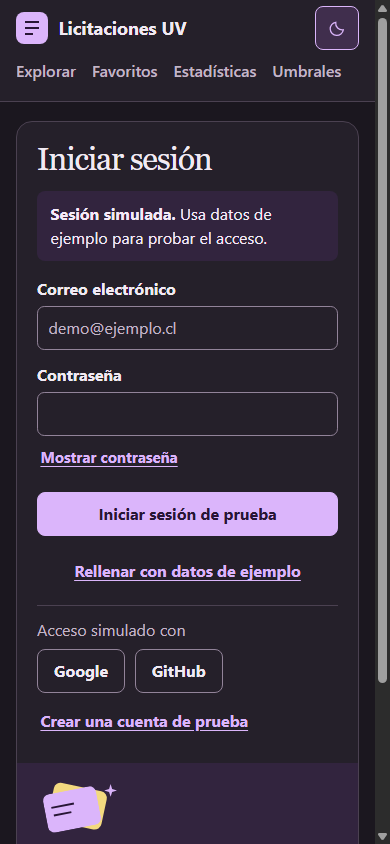 Licitaciones UV
Explorar Favoritos Estadísticas Umbrales
Iniciar sesión
Sesión simulada. Usa datos de
ejemplo para probar el acceso.
Correo electrónico
demo@ejemplo.cl
Contraseña
Mostrar contraseña
Iniciar sesión de prueba
Rellenar con datos de ejemplo
Acceso simulado con
Google GitHub
Crear una cuenta de prueba